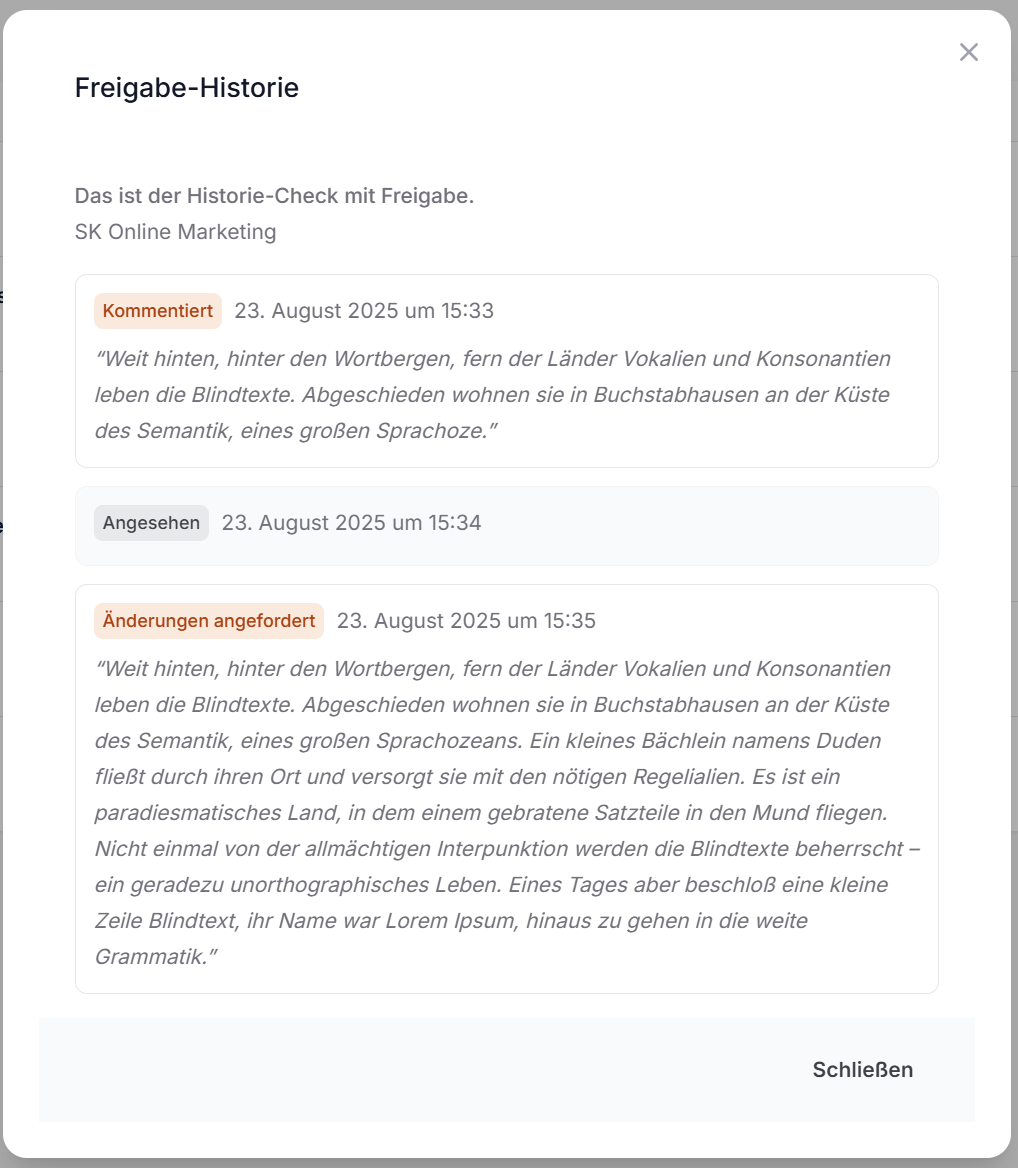 Freigabe-Historie
Das ist der Historie-Check mit Freigabe.
SK Online Marketing
Kommentiert 23. August 2025 um 15:33
“Weit hinten, hinter den Wortbergen, fern der Länder Vokalien und Konsonantien
leben die Blindtexte. Abgeschieden wohnen sie in Buchstabhausen an der Küste
des Semantik, eines großen Sprachoze.”
Angesehen 23. August 2025 um 15:34
Änderungen angefordert 23. August 2025 um 15:35
“Weit hinten, hinter den Wortbergen, fern der Länder Vokalien und Konsonantien
leben die Blindtexte. Abgeschieden wohnen sie in Buchstabhausen an der Küste
des Semantik, eines großen Sprachozeans. Ein kleines Bächlein namens Duden
fließt durch ihren Ort und versorgt sie mit den nötigen Regelialien. Es ist ein
paradiesmatisches Land, in dem einem gebratene Satzteile in den Mund fliegen.
Nicht einmal von der allmächtigen Interpunktion werden die Blindtexte beherrscht –
ein geradezu unorthographisches Leben. Eines Tages aber beschloß eine kleine
Zeile Blindtext, ihr Name war Lorem Ipsum, hinaus zu gehen in die weite
Grammatik.”
Schließen